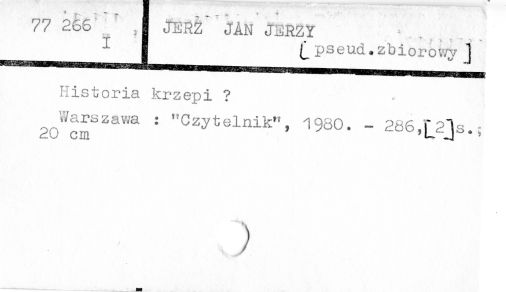 77 266 , JERZ JAN JERZY
I [pseud.zbiorowy]
Historia krzepi ?
Warszawa : "Czytelnik", 1980. - 286,[2]s.;
20 cm